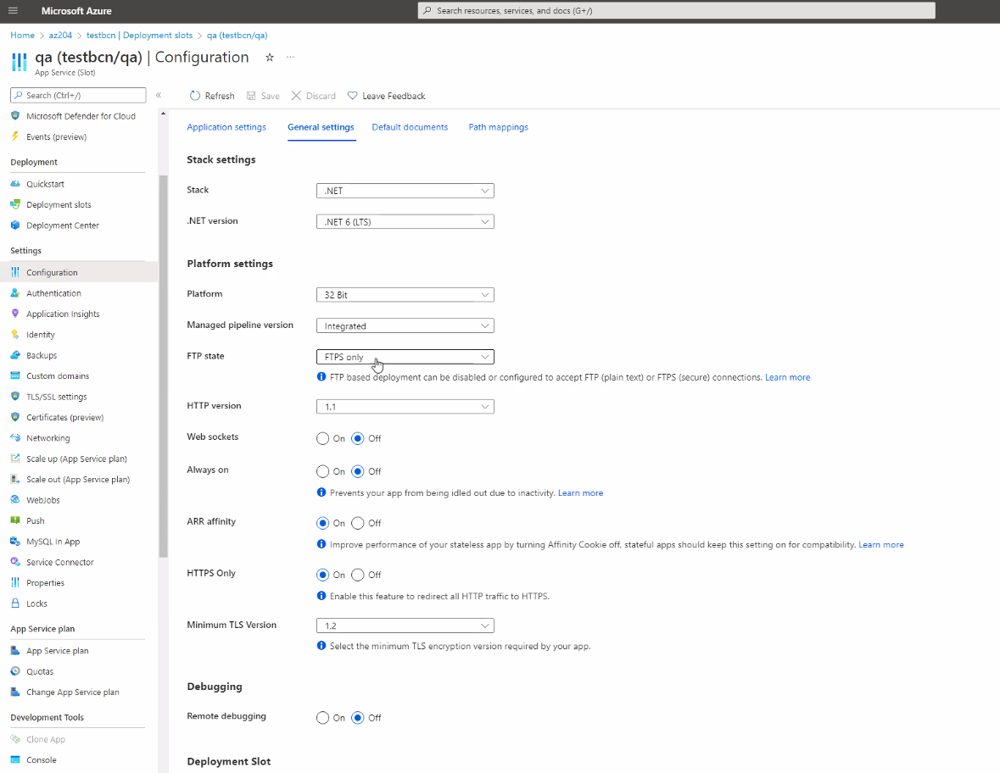 Microsoft Azure
Search resources, services, and docs (G+/)
Home > az204 > testbcn | Deployment slots > qa (testbcn/qa)
qa (testbcn/qa) | Configuration
App Service (Slot)
Search (Ctrl+/)
Microsoft Defender for Cloud
Events (preview)
Deployment
Quickstart
Deployment slots
Deployment Center
Settings
Configuration
Authentication
Application Insights
Identity
Backups
Custom domains
TLS/SSL settings
Certificates (preview)
Networking
Scale up (App Service plan)
Scale out (App Service plan)
WebJobs
Push
MySQL In App
Service Connector
Properties
Locks
App Service plan
App Service plan
Quotas
Change App Service plan
Development Tools
Clone App
Console
Refresh Save Discard Leave Feedback
Application settings General settings Default documents Path mappings
Stack settings
Stack .NET
.NET version .NET 6 (LTS)
Platform settings
Platform 32 Bit
Managed pipeline version Integrated
FTP state FTPS only
FTP based deployment can be disabled or configured to accept FTP (plain text) or FTPS (secure) connections. Learn more
HTTP version 1.1
Web sockets On Off
Always on On Off
Prevents your app from being idled out due to inactivity. Learn more
ARR affinity On Off
Improve performance of your stateless app by turning Affinity Cookie off, stateful apps should keep this setting on for compatibility. Learn more
HTTPS Only On Off
Enable this feature to redirect all HTTP traffic to HTTPS.
Minimum TLS Version 1.2
Select the minimum TLS encryption version required by your app.
Debugging
Remote debugging On Off
Deployment Slot